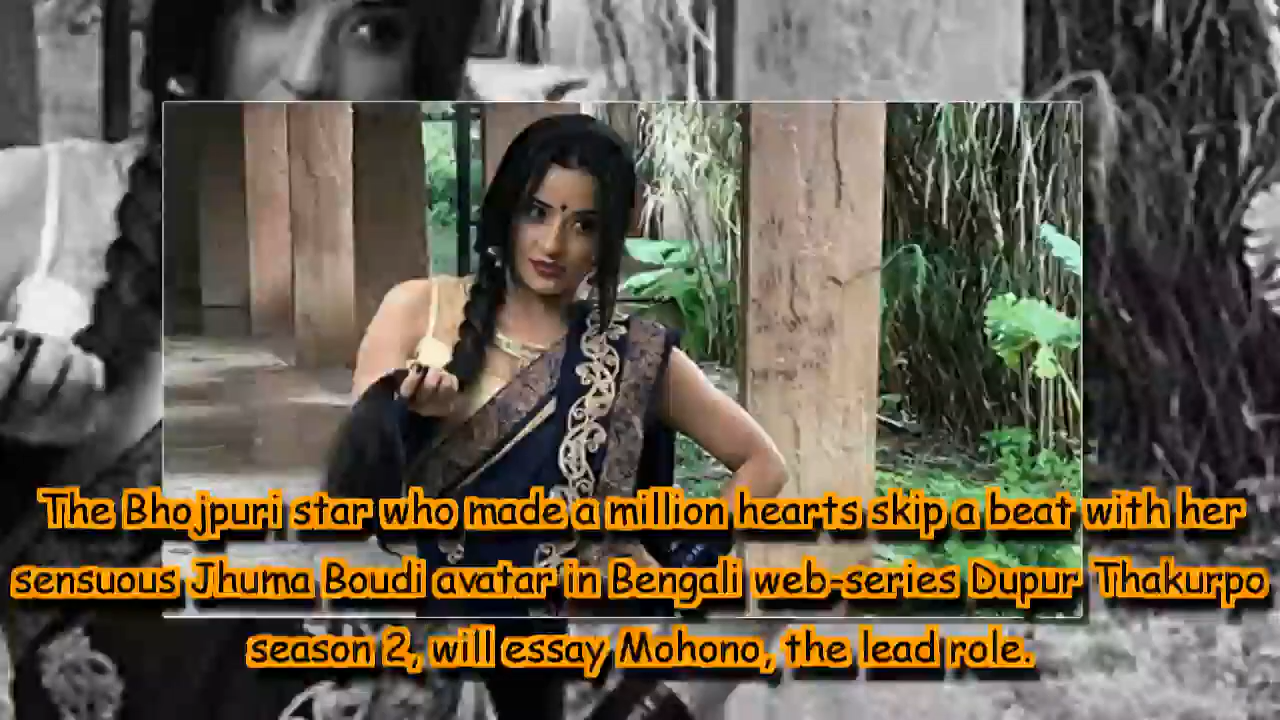 The Bhojpuri star who made a million hearts skip a beat with her
sensuous Jhuma Boudi avatar in Bengali web-series Dupur Thakurpo
season 2, will essay Mohono, the lead role.